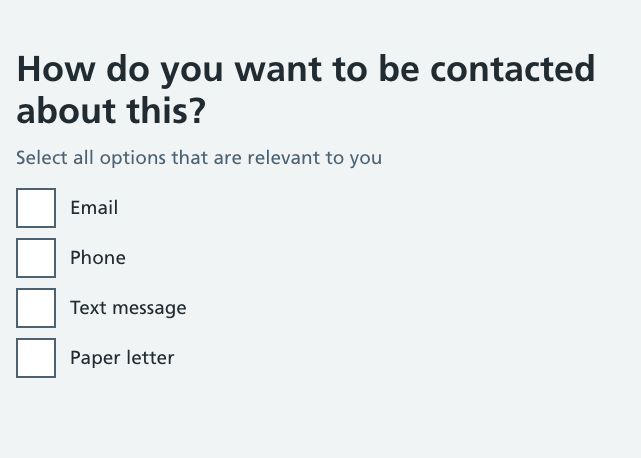 How do you want to be contacted
about this?
Select all options that are relevant to you
Email
Phone
Text message
Paper letter